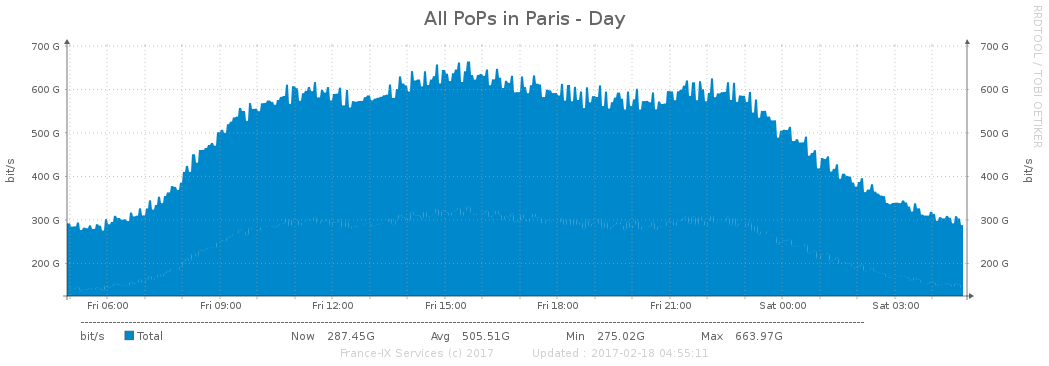 All PoPs in Paris - Day
RRDTOOL / TOBI OETIKER
700 G 700 G
600 G 600 G
500 G 500 G
400 G 400 G
300 G 300 G
200 G 200 G
bit/s
bit/s
Fri 06:00 Fri 09:00 Fri 12:00 Fri 15:00 Fri 18:00 Fri 21:00 Sat 00:00 Sat 03:00
bit/s Total Now 287.45G Avg 505.51G Min 275.02G Max 663.97G
France-IX Services (c) 2017 Updated : 2017-02-18 04:55:11